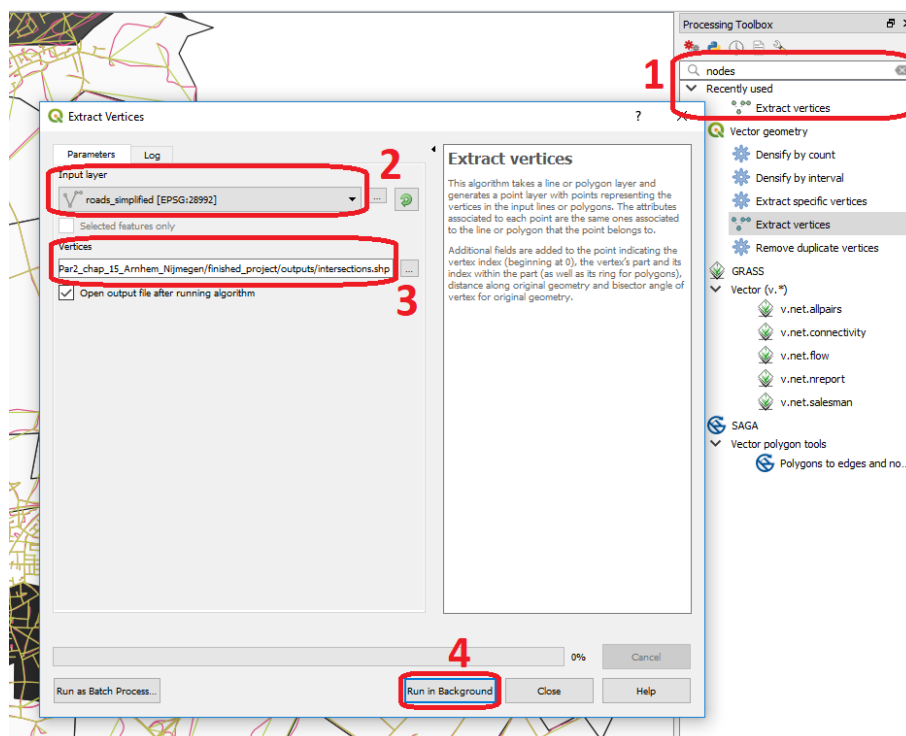 Processing Toolbox
1
nodes
Recently used
Extract vertices
Vector geometry
Densify by count
Densify by interval
Extract specific vertices
Extract vertices
Remove duplicate vertices
GRASS
Vector (v.*)
v.net.allpairs
v.net.connectivity
v.net.flow
v.net.nreport
v.net.salesman
SAGA
Vector polygon tools
Polygons to edges and no...
Extract Vertices
?
Parameters
Log
Input layer
2
roads_simplified [EPSG:28992]
...
Selected features only
Vertices
Par2_chap_15_Arnhem_Nijmegen/finished_project/outputs/intersections.shp
...
3
Open output file after running algorithm
Extract vertices
This algorithm takes a line or polygon layer and
generates a point layer with points representing the
vertices in the input lines or polygons. The attributes
associated to each point are the same ones associated
to the line or polygon that the point belongs to.
Additional fields are added to the point indicating the
vertex index (beginning at 0), the vertex's part and its
index within the part (as well as its ring for polygons),
distance along original geometry and bisector angle of
vertex for original geometry.
4
0%
Cancel
Run as Batch Process...
Run in Background
Close
Help